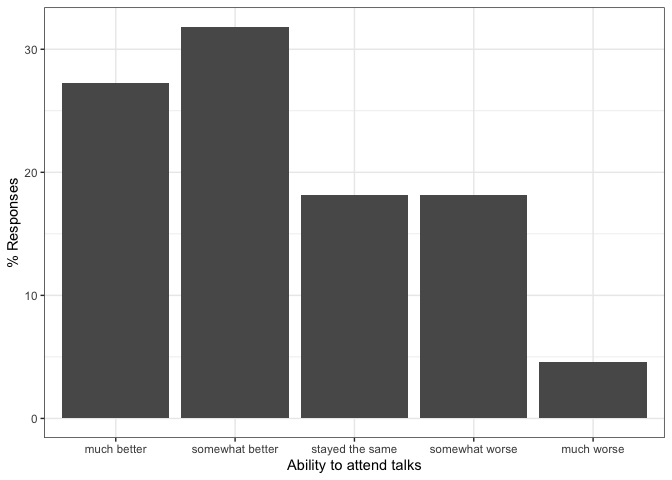 % Responses
30
20
10
0
much better somewhat better stayed the same somewhat worse much worse
Ability to attend talks